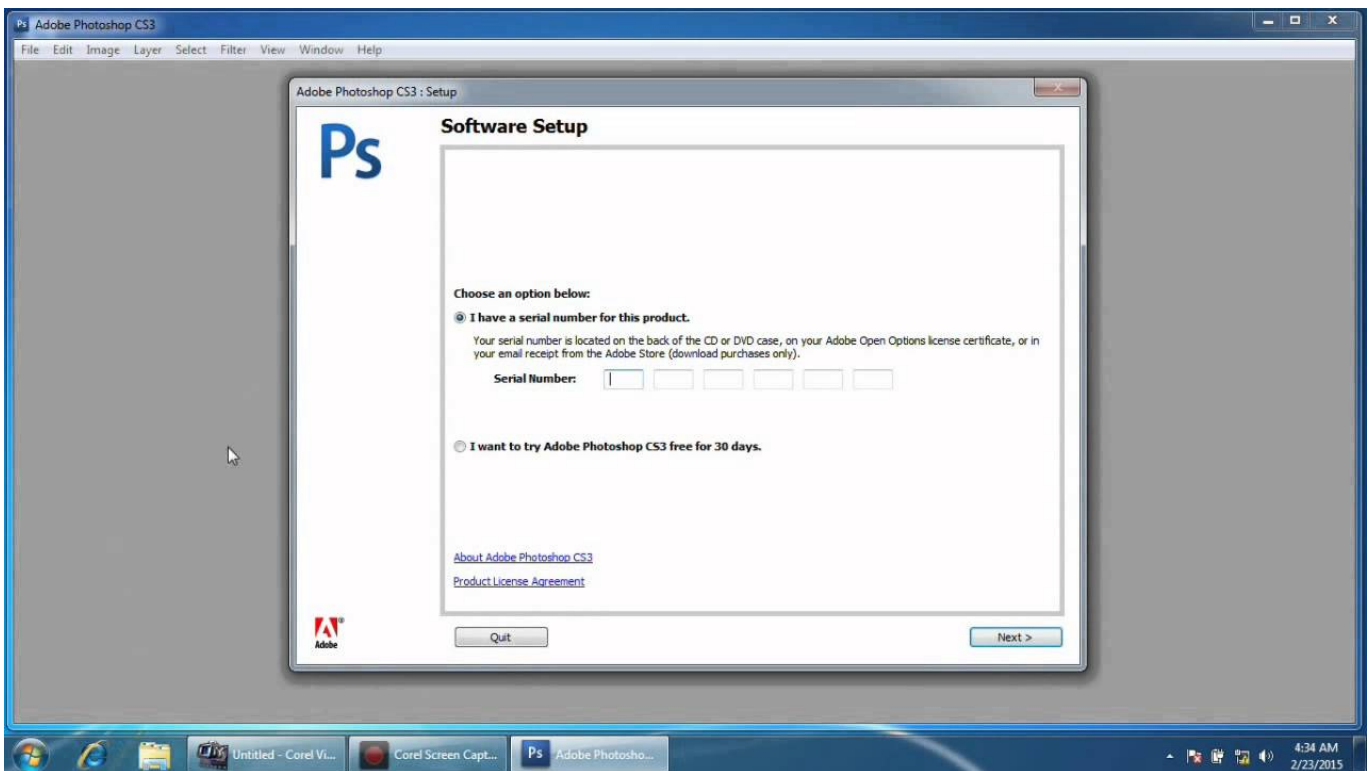 Ps Adobe Photoshop CS3
File Edit Image Layer Select Filter View Window Help
Adobe Photoshop CS3 : Setup
Ps
Software Setup
Choose an option below:
I have a serial number for this product.
Your serial number is located on the back of the CD or DVD case, on your Adobe Open Options license certificate, or in
your email receipt from the Adobe Store (download purchases only).
Serial Number:
I want to try Adobe Photoshop CS3 free for 30 days.
About Adobe Photoshop CS3
Product License Agreement
Adobe
Quit
Next >
Untitled - Corel Vi...
Corel Screen Capt...
Ps Adobe Photosho...
4:34 AM
2/23/2015